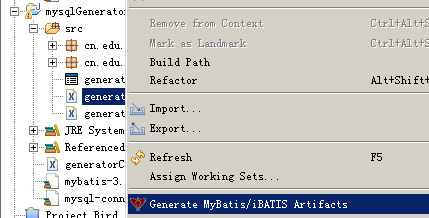 mysqlGenerator
src
cn.edu.
cn.edu.
generat
generat
generat
JRE System
Referenced
generatorC
mybatis-3.
mysql-conn
Project Bird
Remove from Context Ctrl+Alt+S
Mark as Landmark Ctrl+Alt+
Build Path
Refactor Alt+Shift+
Import...
Export...
Refresh F5
Assign Working Sets...
Generate MyBatis/iBATIS Artifacts